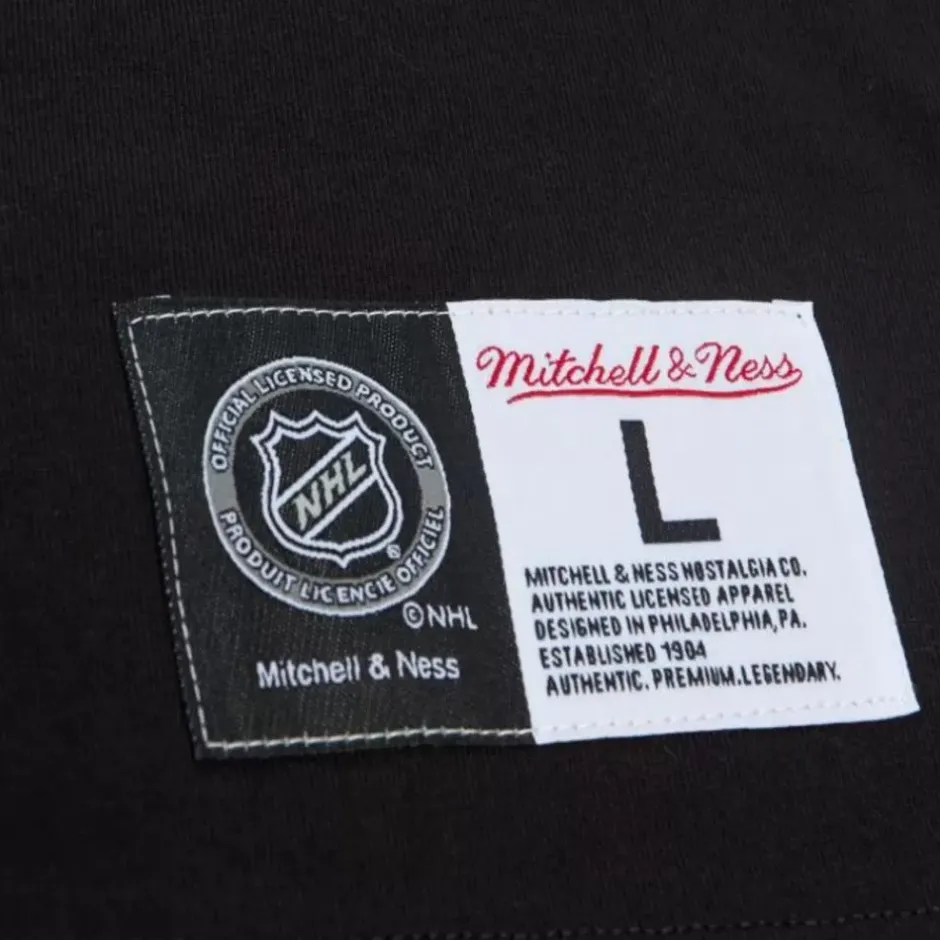 OFFICIAL LICENSED PRODUCT
NHL
®
PRODUIT LICENCIE OFFICIEL
©NHL
Mitchell & Ness
Mitchell & Ness
L
MITCHELL & NESS NOSTALGIA CO.
AUTHENTIC LICENSED APPAREL
DESIGNED IN PHILADELPHIA, PA.
ESTABLISHED 1904
AUTHENTIC. PREMIUM. LEGENDARY.